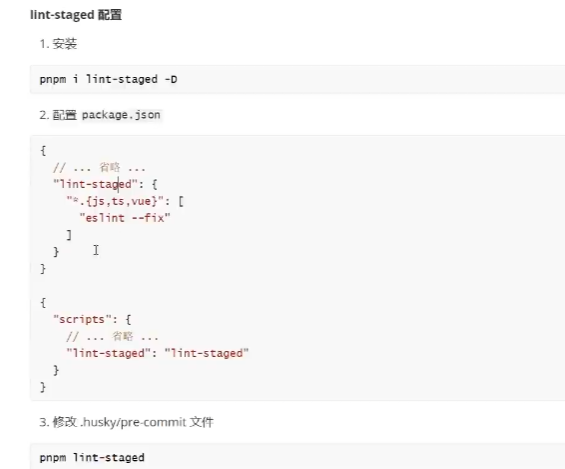 lint-staged 配置
1. 安装
pnpm i lint-staged -D
2. 配置 package.json
{
  // ... 省略 ...
  "lint-staged": {
    "*.{js,ts,vue}": [
      "eslint --fix"
    ]
  }
}
{
  "scripts": {
    // ... 省略 ...
    "lint-staged": "lint-staged"
  }
}
3. 修改 .husky/pre-commit 文件
pnpm lint-staged